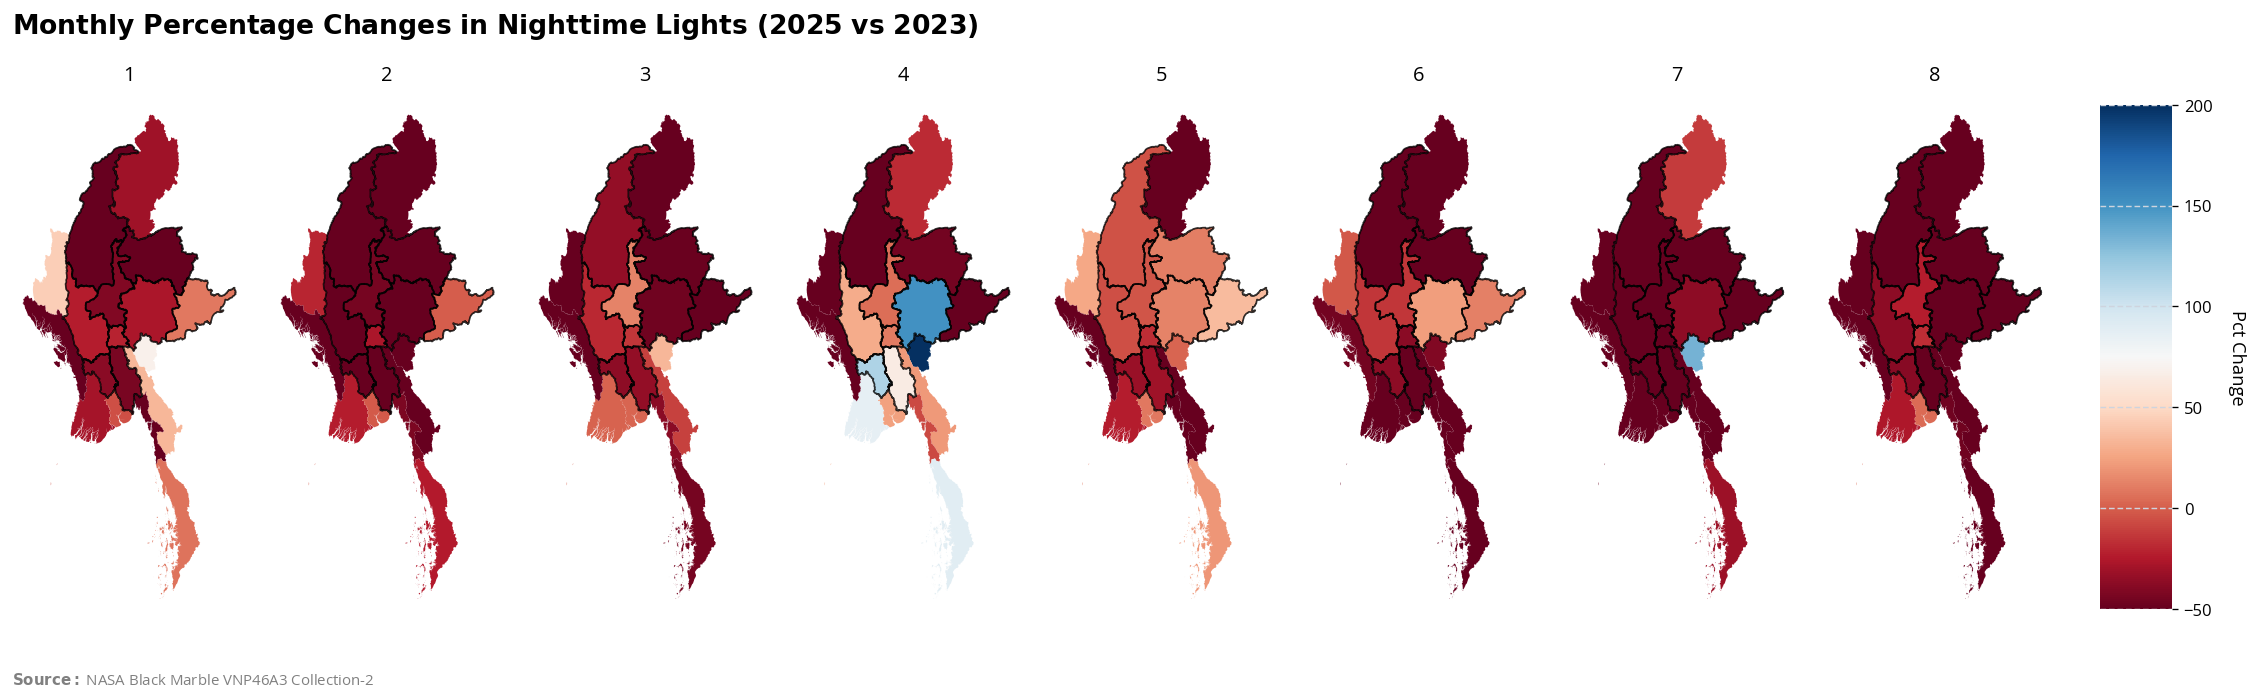 Monthly Percentage Changes in Nighttime Lights (2025 vs 2023)
1 2 3 4 5 6 7 8
200
150
100
50
0
−50
Pct Change
Source: NASA Black Marble VNP46A3 Collection-2